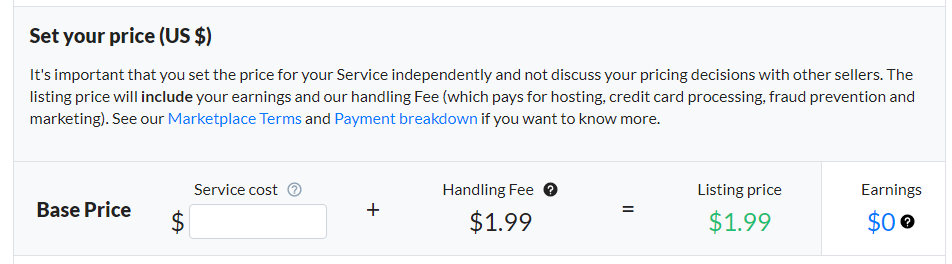 Set your price (US $)
It's important that you set the price for your Service independently and not discuss your pricing decisions with other sellers. The
listing price will include your earnings and our handling Fee (which pays for hosting, credit card processing, fraud prevention and
marketing). See our Marketplace Terms and Payment breakdown if you want to know more.
Service cost ? Handling Fee ? Listing price Earnings
Base Price $ + $1.99 = $1.99 $0 ?